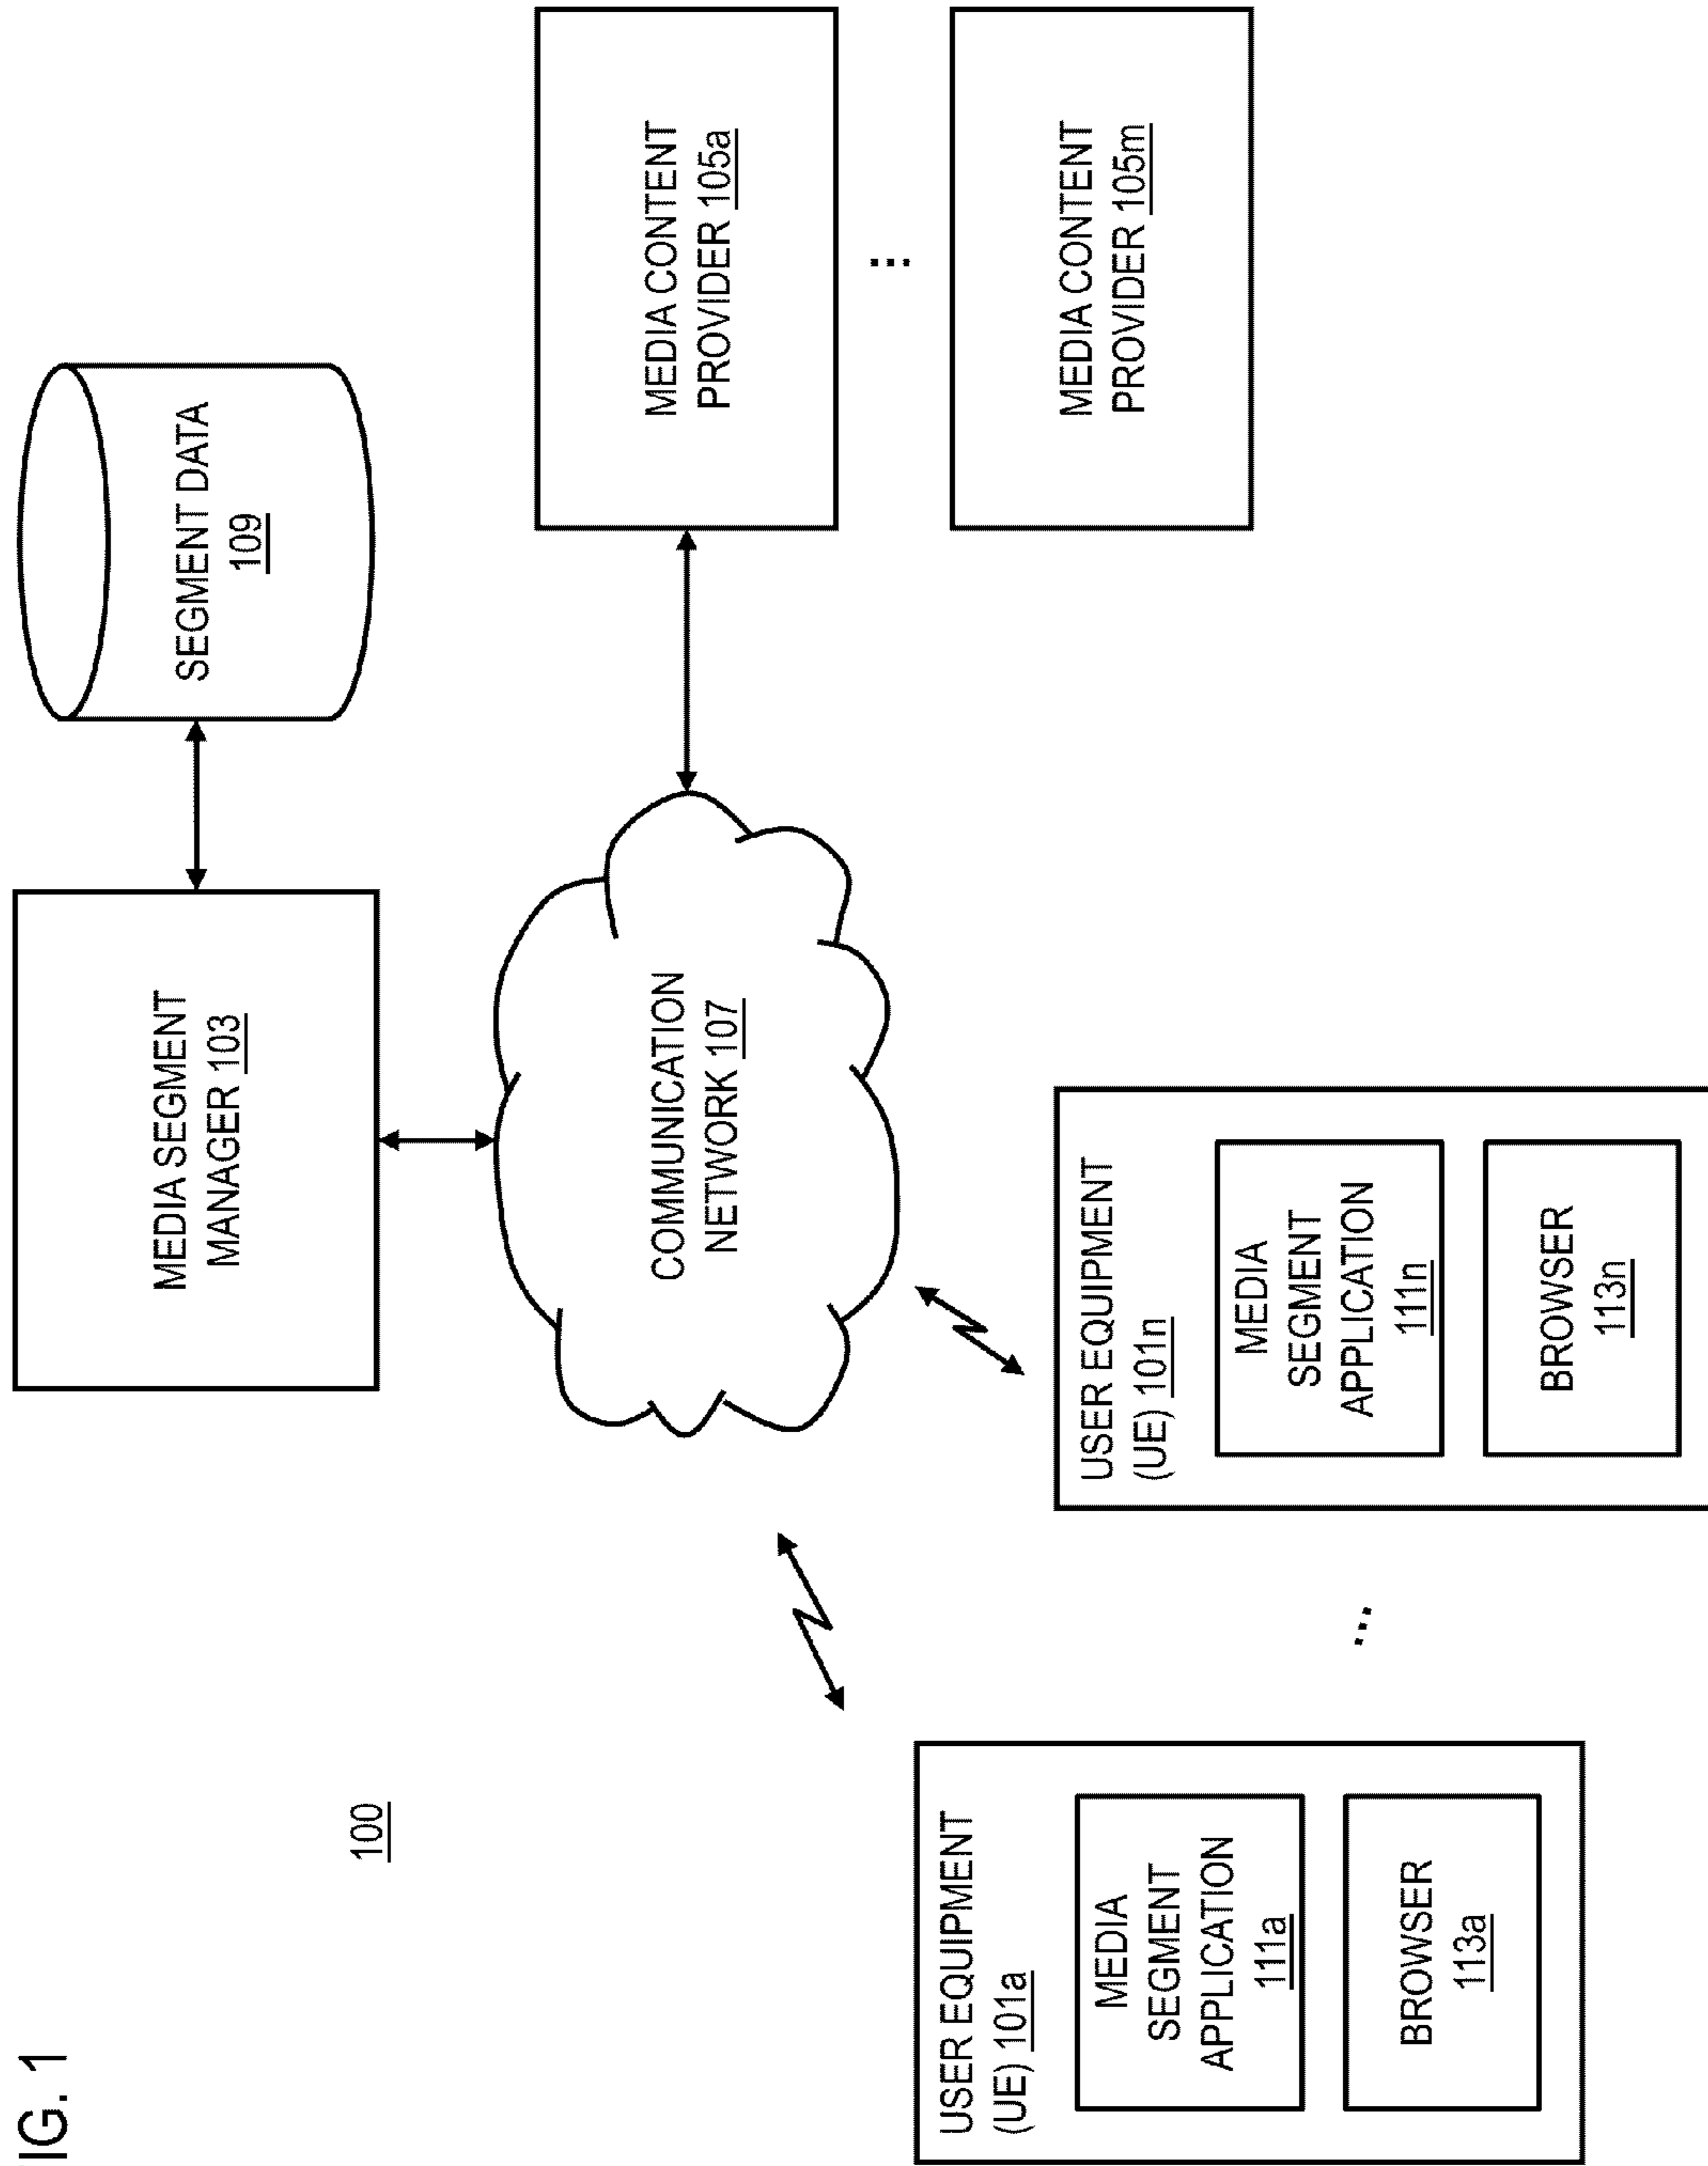 IG. 1
100
MEDIA SEGMENT
MANAGER 103
SEGMENT DATA
109
COMMUNICATION
NETWORK 107
MEDIA CONTENT
PROVIDER 105a
...
MEDIA CONTENT
PROVIDER 105m
USER EQUIPMENT
(UE) 101a
MEDIA
SEGMENT
APPLICATION
111a
BROWSER
113a
...
USER EQUIPMENT
(UE) 101n
MEDIA
SEGMENT
APPLICATION
111n
BROWSER
113n